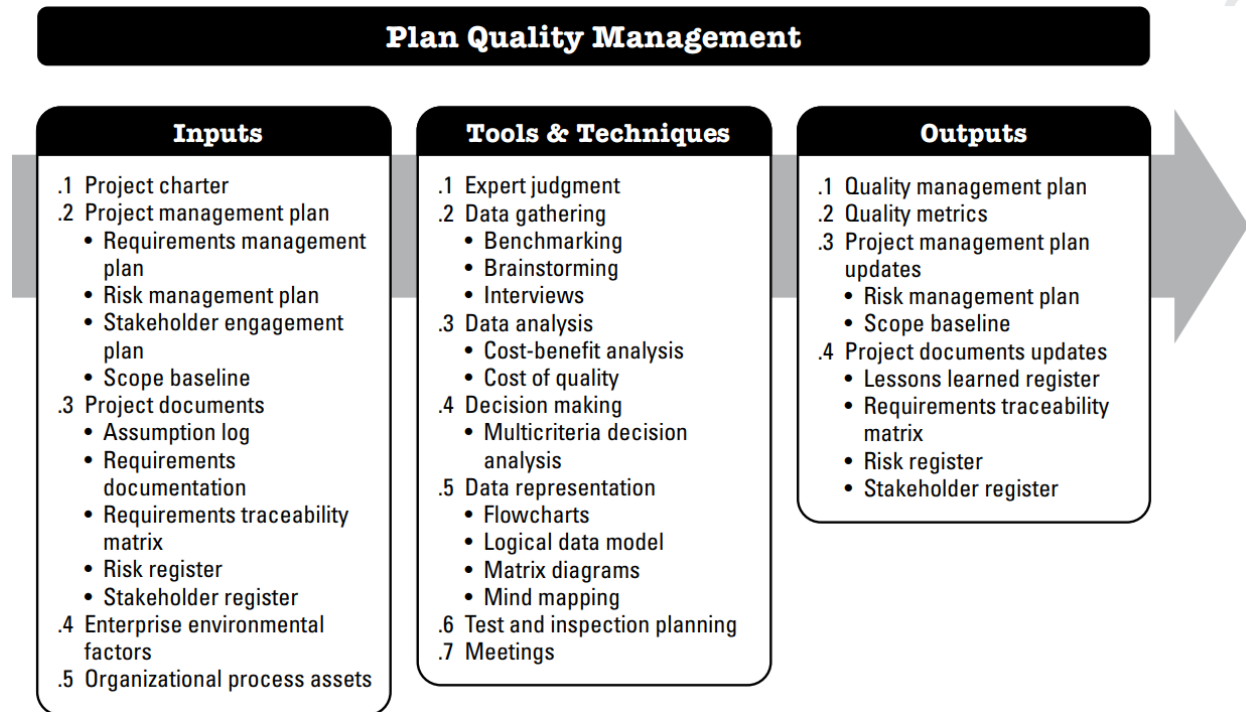 Plan Quality Management
Inputs
.1 Project charter
.2 Project management plan
• Requirements management
plan
• Risk management plan
• Stakeholder engagement
plan
• Scope baseline
.3 Project documents
• Assumption log
• Requirements
documentation
• Requirements traceability
matrix
• Risk register
• Stakeholder register
.4 Enterprise environmental
factors
.5 Organizational process assets
Tools & Techniques
.1 Expert judgment
.2 Data gathering
• Benchmarking
• Brainstorming
• Interviews
.3 Data analysis
• Cost-benefit analysis
• Cost of quality
.4 Decision making
• Multicriteria decision
analysis
.5 Data representation
• Flowcharts
• Logical data model
• Matrix diagrams
• Mind mapping
.6 Test and inspection planning
.7 Meetings
Outputs
.1 Quality management plan
.2 Quality metrics
.3 Project management plan
updates
• Risk management plan
• Scope baseline
.4 Project documents updates
• Lessons learned register
• Requirements traceability
matrix
• Risk register
• Stakeholder register